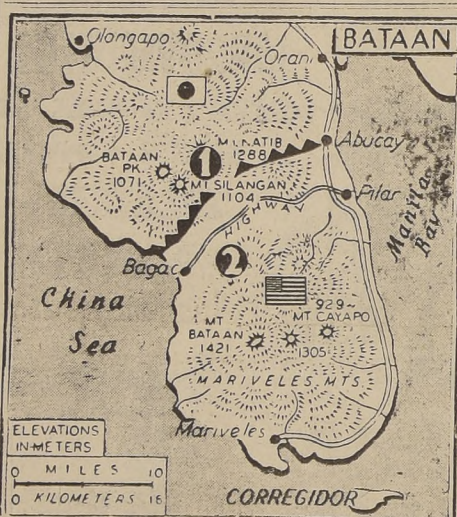 BATAAN
Olongapo
Orani
MT. NATIB
1288
Abucay
BATAAN
PK.
1071
1
MT SILANGAN
1104
Pilar
HIGHWAY
Manila
Bay
Bagac
2
China
Sea
929
MT CAYAPO
MT
BATAAN
1421
1305
MARIVELES MTS.
ELEVATIONS
IN METERS
Mariveles
0 MILES 10
0 KILOMETERS 16
CORREGIDOR